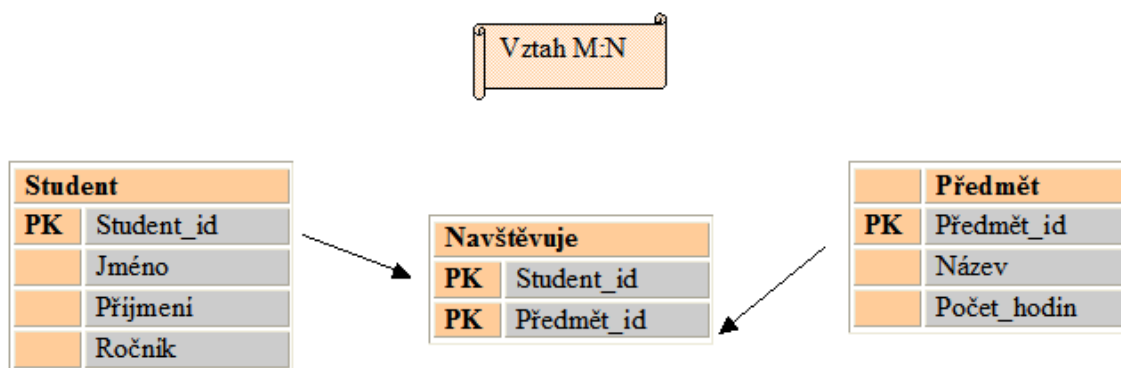 Vztah M:N
Student
PK Student_id
Jméno
Příjmení
Ročník
Navštěvuje
PK Student_id
PK Předmět_id
Předmět
PK Předmět_id
Název
Počet_hodin